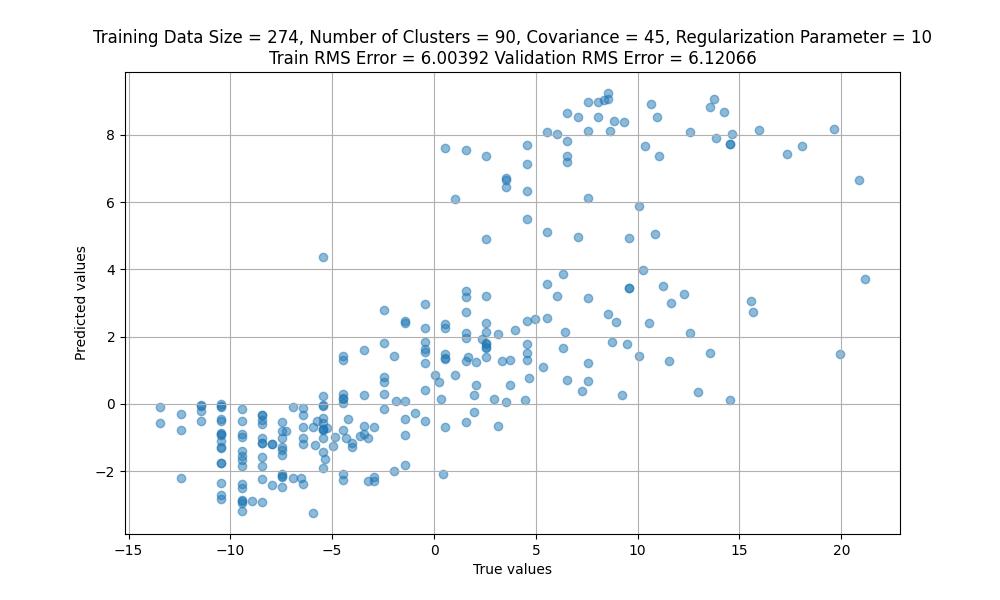 Training Data Size = 274, Number of Clusters = 90, Covariance = 45, Regularization Parameter = 10
Train RMS Error = 6.00392 Validation RMS Error = 6.12066
Predicted values
8
6
4
2
0
−2
−15 −10 −5 0 5 10 15 20
True values